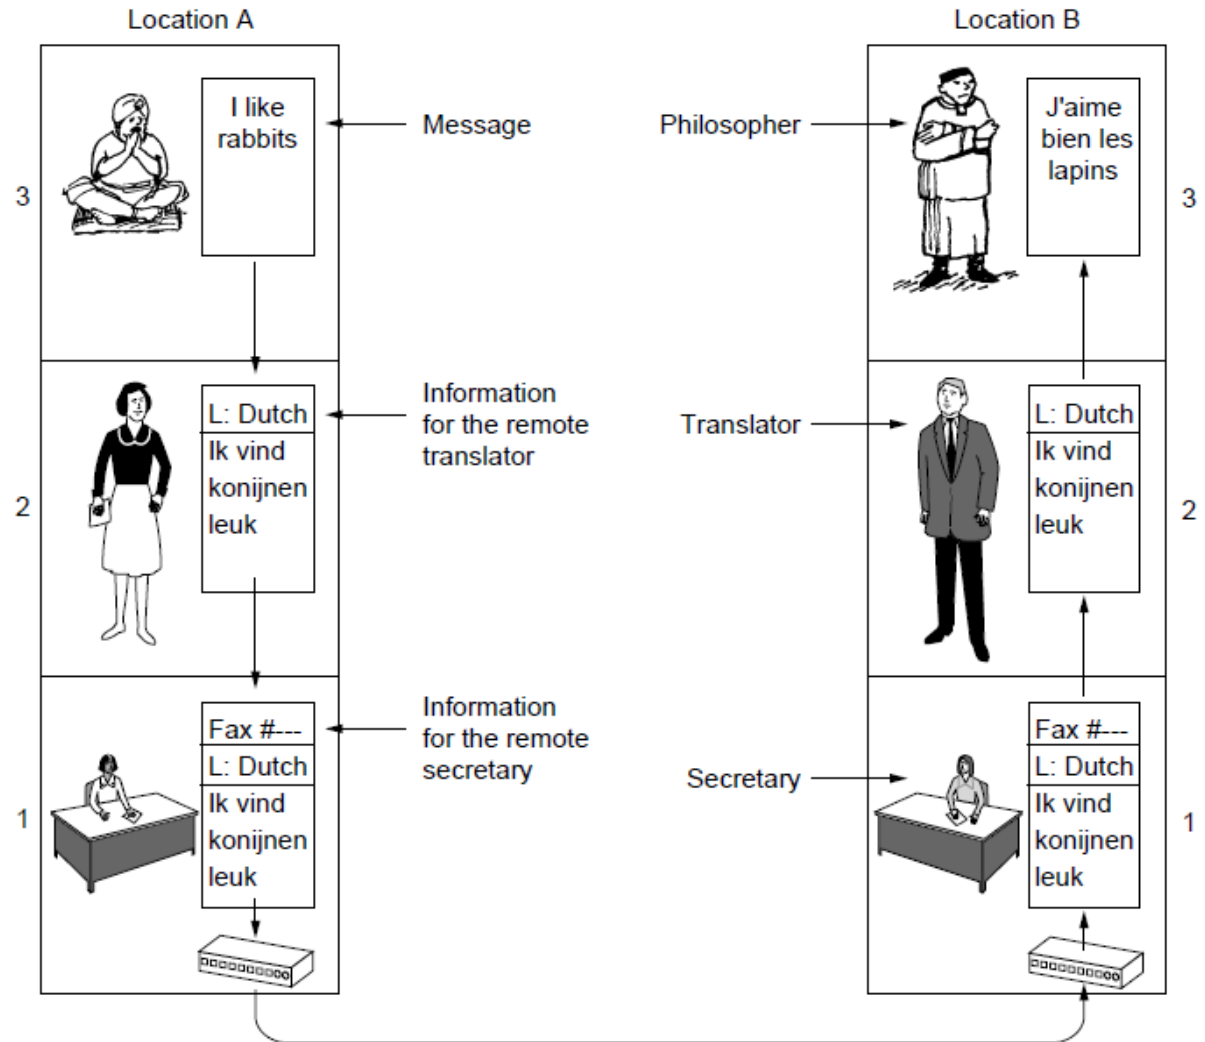 Location A
Location B
I like
rabbits
Message
Philosopher
J'aime
bien les
lapins
3
3
L: Dutch
Ik vind
konijnen
leuk
Information
for the remote
translator
Translator
L: Dutch
Ik vind
konijnen
leuk
2
2
Fax #---
L: Dutch
Ik vind
konijnen
leuk
Information
for the remote
secretary
Secretary
Fax #---
L: Dutch
Ik vind
konijnen
leuk
1
1